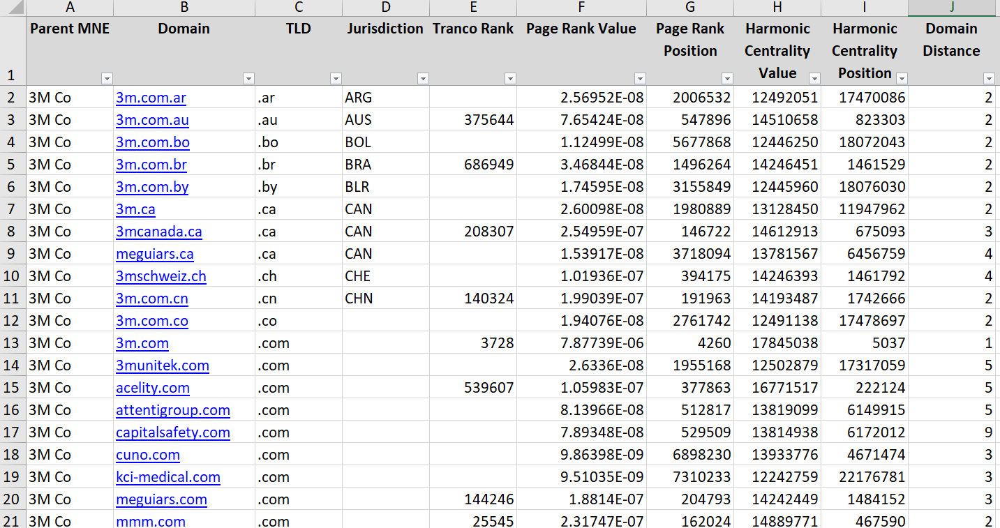 A B C D E F G H I J
1 Parent MNE Domain TLD Jurisdiction Tranco Rank Page Rank Value Page Rank Position Harmonic Centrality Value Harmonic Centrality Position Domain Distance
2 3M Co 3m.com.ar .ar ARG 2.56952E-08 2006532 12492051 17470086 2
3 3M Co 3m.com.au .au AUS 375644 7.65424E-08 547896 14510658 823303 2
4 3M Co 3m.com.bo .bo BOL 1.12499E-08 5677868 12446250 18072043 2
5 3M Co 3m.com.br .br BRA 686949 3.46844E-08 1496264 14246451 1461529 2
6 3M Co 3m.com.by .by BLR 1.74595E-08 3155849 12445960 18076030 2
7 3M Co 3m.ca .ca CAN 2.60098E-08 1980889 13128450 11947962 2
8 3M Co 3mcanada.ca .ca CAN 208307 2.54959E-07 146722 14612913 675093 3
9 3M Co meguiars.ca .ca CAN 1.53917E-08 3718094 13781567 6456759 4
10 3M Co 3mschweiz.ch .ch CHE 1.01936E-07 394175 14246393 1461792 4
11 3M Co 3m.com.cn .cn CHN 140324 1.99039E-07 191963 14193487 1742666 2
12 3M Co 3m.com.co .co 1.94076E-08 2761742 12491138 17478697 2
13 3M Co 3m.com .com 3728 7.87739E-06 4260 17845038 5037 1
14 3M Co 3munitek.com .com 2.6336E-08 1955168 12502879 17317059 5
15 3M Co acelity.com .com 539607 1.05983E-07 377863 16771517 222124 5
16 3M Co attentigroup.com .com 8.13966E-08 512817 13819099 6149915 5
17 3M Co capitalsafety.com .com 7.89348E-08 529509 13814938 6172012 9
18 3M Co cuno.com .com 9.86398E-09 6898230 13933776 4671474 3
19 3M Co kci-medical.com .com 9.51035E-09 7310233 12242759 22176781 3
20 3M Co meguiars.com .com 144246 1.8814E-07 204793 14242449 1484152 3
21 3M Co mmm.com .com 25545 2.31747E-07 162024 14889771 467590 2